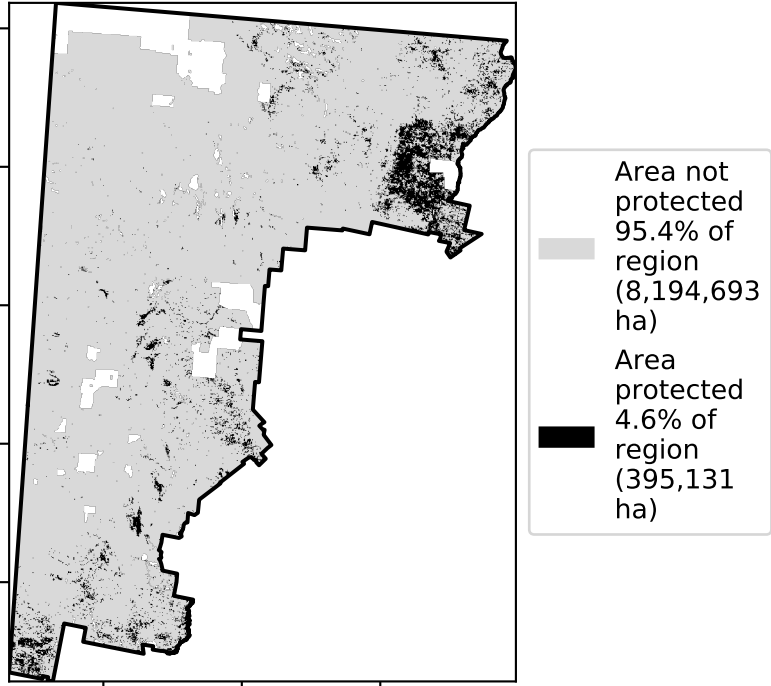 Area not
protected
95.4% of
region
(8,194,693
ha)
Area
protected
4.6% of
region
(395,131
ha)